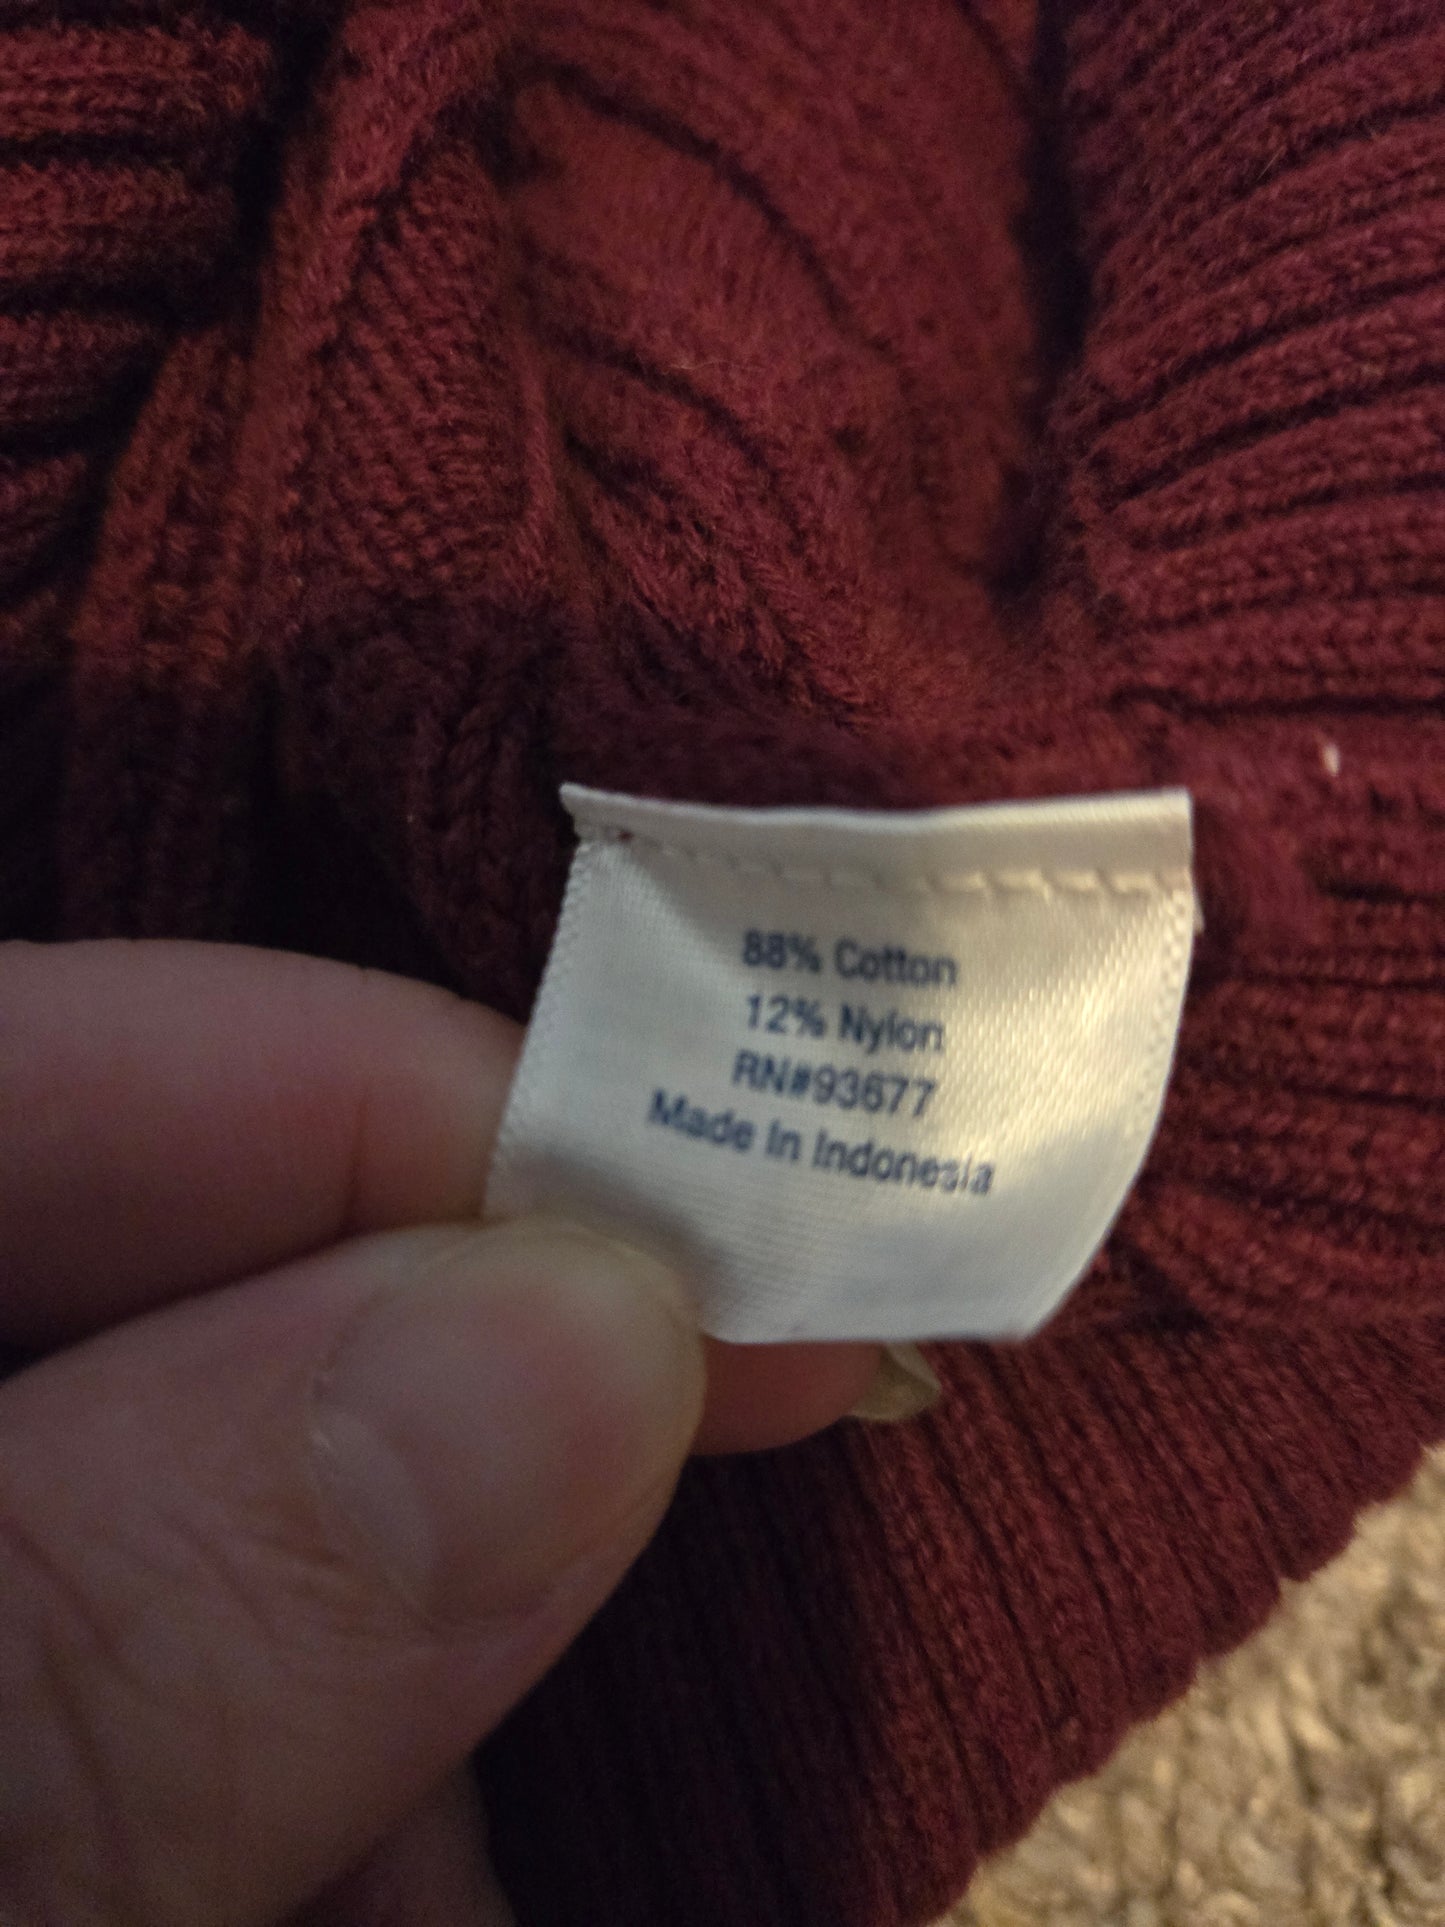 88% Cotton
12% Nylon
RN#93677
Made In Indonesia